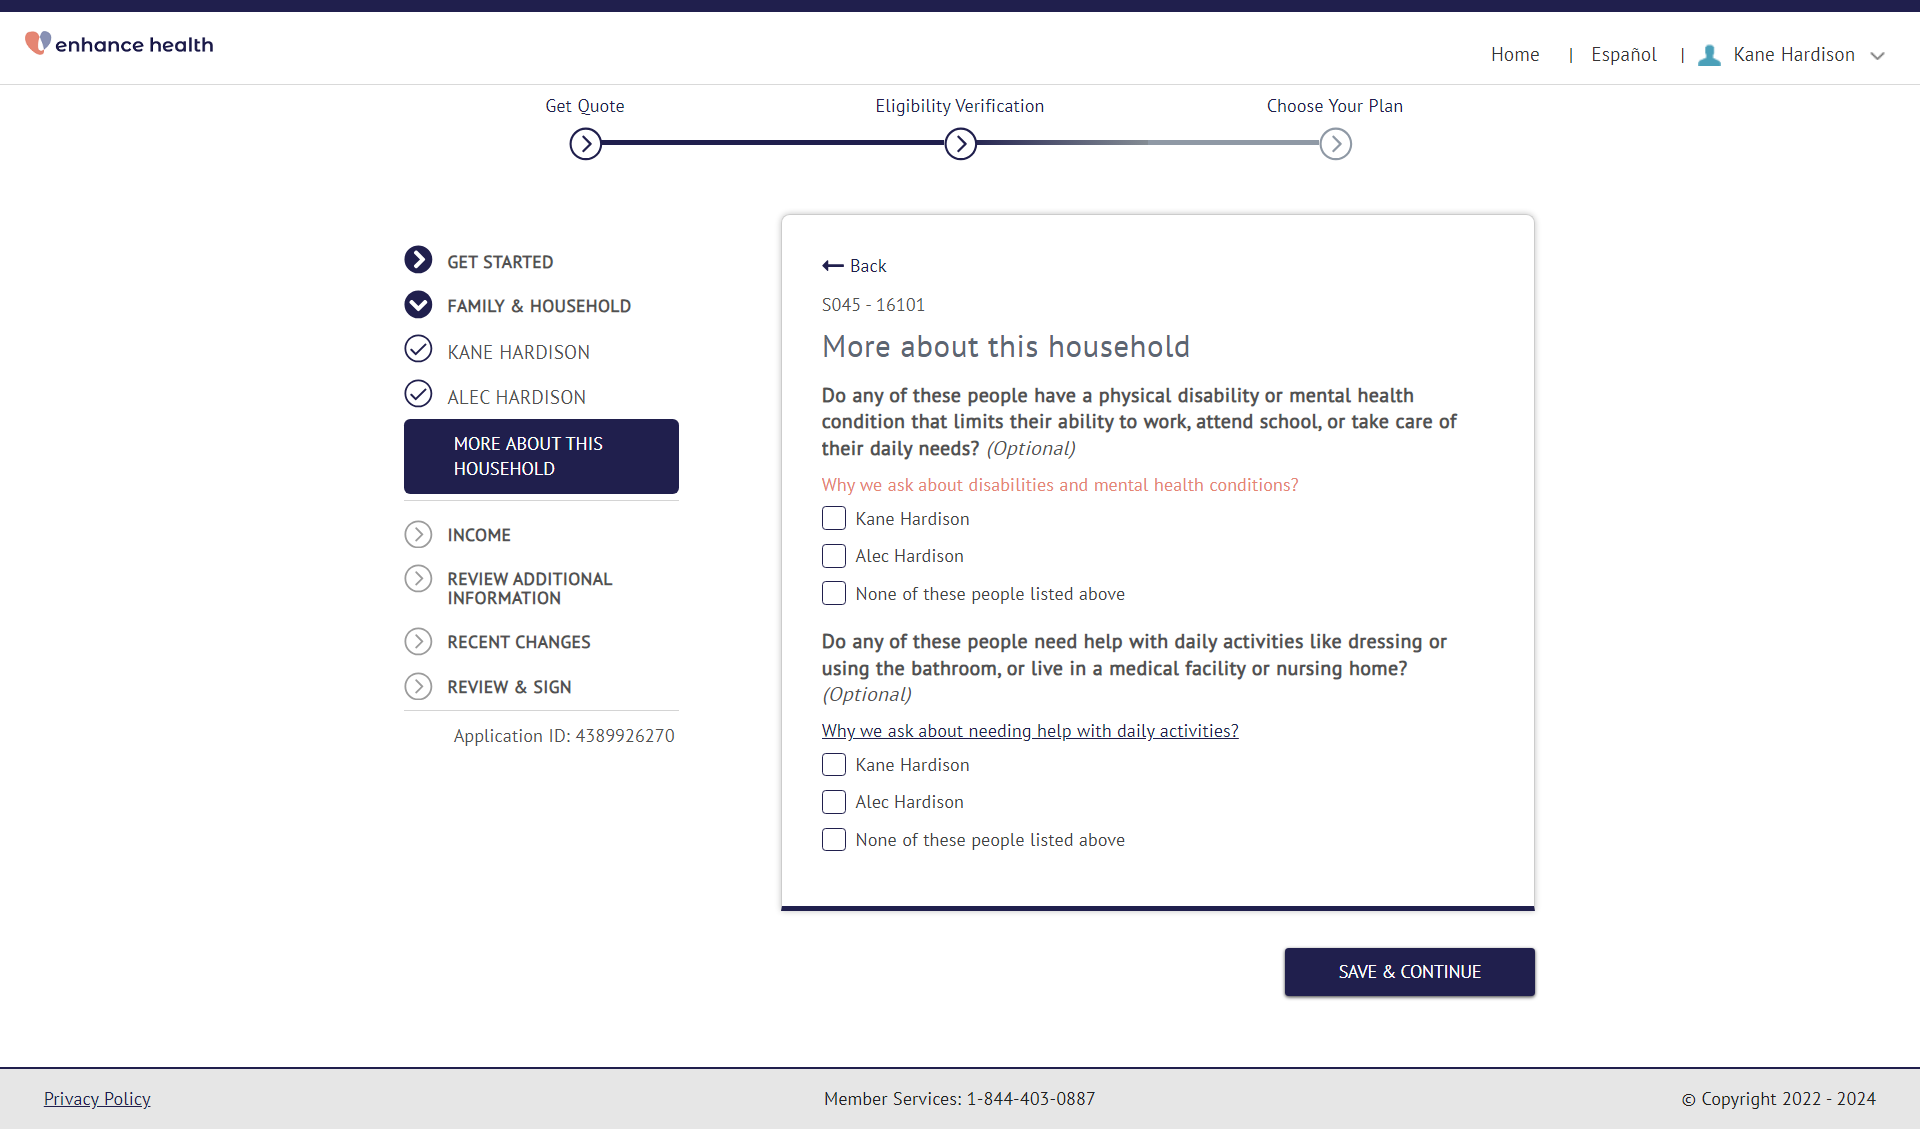 enhance health
Home | Español | Kane Hardison
Get Quote
Eligibility Verification
Choose Your Plan
GET STARTED
FAMILY & HOUSEHOLD
KANE HARDISON
ALEC HARDISON
MORE ABOUT THIS
HOUSEHOLD
INCOME
REVIEW ADDITIONAL
INFORMATION
RECENT CHANGES
REVIEW & SIGN
Application ID: 4389926270
Back
S045 - 16101
More about this household
Do any of these people have a physical disability or mental health
condition that limits their ability to work, attend school, or take care of
their daily needs? (Optional)
Why we ask about disabilities and mental health conditions?
Kane Hardison
Alec Hardison
None of these people listed above
Do any of these people need help with daily activities like dressing or
using the bathroom, or live in a medical facility or nursing home?
(Optional)
Why we ask about needing help with daily activities?
Kane Hardison
Alec Hardison
None of these people listed above
SAVE & CONTINUE
Privacy Policy
Member Services: 1-844-403-0887
© Copyright 2022 - 2024